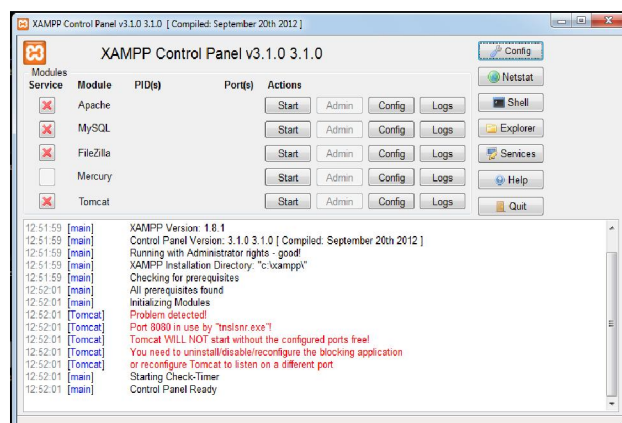 XAMPP Control Panel v3.1.0 3.1.0 [ Compiled: September 20th 2012 ]
XAMPP Control Panel v3.1.0 3.1.0
Config
Modules
Service Module PID(s) Port(s) Actions
Netstat
Apache Start Admin Config Logs
Shell
MySQL Start Admin Config Logs
Explorer
FileZilla Start Admin Config Logs
Services
Mercury Start Admin Config Logs
Help
Tomcat Start Admin Config Logs
Quit
12:51:59 [main] XAMPP Version: 1.8.1
12:51:59 [main] Control Panel Version: 3.1.0 3.1.0 [ Compiled: September 20th 2012 ]
12:51:59 [main] Running with Administrator rights - good!
12:51:59 [main] XAMPP Installation Directory: "c:\xampp\"
12:51:59 [main] Checking for prerequisites
12:52:01 [main] All prerequisites found
12:52:01 [main] Initializing Modules
12:52:01 [Tomcat] Problem detected!
12:52:01 [Tomcat] Port 8080 in use by "tnslsnr.exe"!
12:52:01 [Tomcat] Tomcat WILL NOT start without the configured ports free!
12:52:01 [Tomcat] You need to uninstall/disable/reconfigure the blocking application
12:52:01 [Tomcat] or reconfigure Tomcat to listen on a different port
12:52:01 [main] Starting Check-Timer
12:52:01 [main] Control Panel Ready